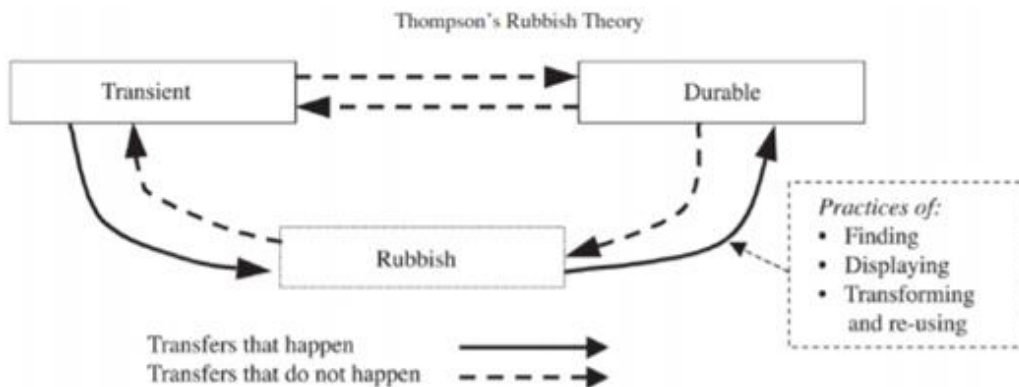 Thompson's Rubbish Theory
Transient
Durable
Rubbish
Practices of:
• Finding
• Displaying
• Transforming
and re-using
Transfers that happen
Transfers that do not happen